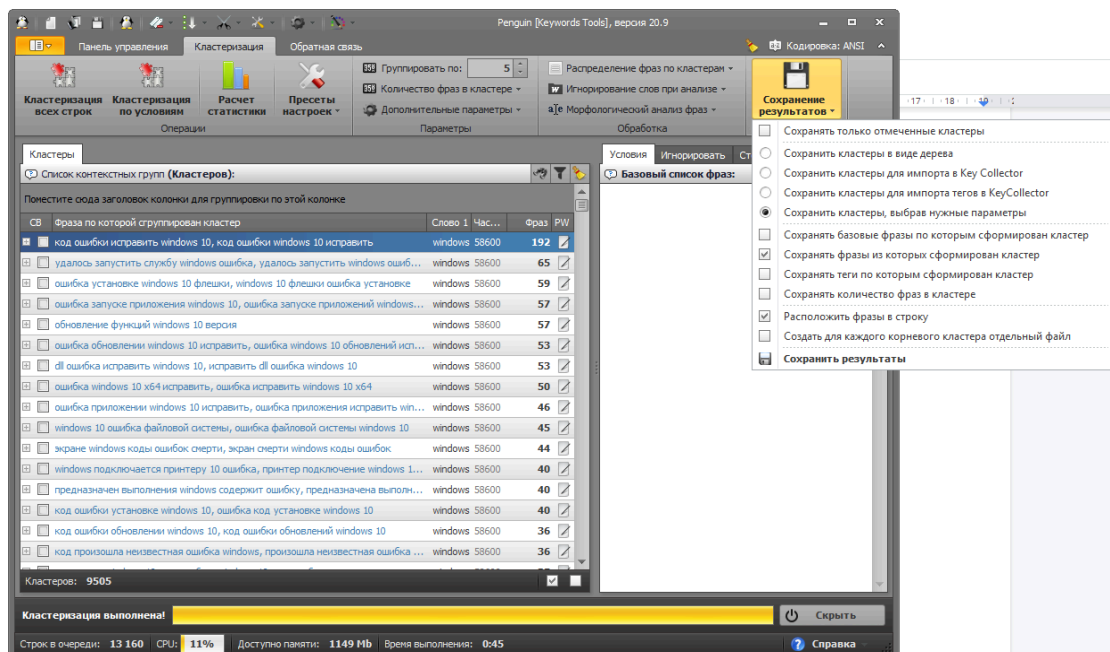 Penguin [Keywords Tools], версия 20.9
Панель управления Кластеризация Обратная связь Кодировка: ANSI
Кластеризация всех строк
Кластеризация по условиям
Расчет статистики
Пресеты настроек
Операции
Группировать по: 5
Количество фраз в кластере
Дополнительные параметры
Параметры
Распределение фраз по кластерам
Игнорирование слов при анализе
Морфологический анализ фраз
Обработка
Сохранение результатов
17 18 19
Сохранять только отмеченные кластеры
Сохранить кластеры в виде дерева
Сохранить кластеры для импорта в Key Collector
Сохранить кластеры для импорта тегов в KeyCollector
Сохранить кластеры, выбрав нужные параметры
Сохранять базовые фразы по которым сформирован кластер
Сохранять фразы из которых сформирован кластер
Сохранять теги по которым сформирован кластер
Сохранять количество фраз в кластере
Расположить фразы в строку
Создать для каждого корневого кластера отдельный файл
Сохранить результаты
Кластеры
Список контекстных групп (Кластеров):
Понестите сюда заголовок колонки для группировки по этой колонке
СВ Фраза по которой сгруппирован кластер Слово 1 Час... Фраз PW
код ошибки исправить windows 10, код ошибки windows 10 исправить windows 58600 192
удалось запустить службу windows ошибка, удалось запустить windows ошиб... windows 58600 65
ошибка установке windows 10 флешки, windows 10 флешки ошибка установке windows 58600 59
ошибка запуске приложения windows 10, ошибка запуске приложений windows... windows 58600 57
обновление функций windows 10 версия windows 58600 57
ошибка обновлении windows 10 исправить, ошибка windows 10 обновлений исп... windows 58600 53
dll ошибка исправить windows 10, исправить dll ошибка windows 10 windows 58600 53
ошибка windows 10 x64 исправить, ошибка исправить windows 10 x64 windows 58600 50
ошибка приложении windows 10 исправить, ошибка приложения исправить win... windows 58600 46
windows 10 ошибка файловой системы, ошибка файловой системы windows 10 windows 58600 45
экране windows коды ошибок смерти, экран смерти windows коды ошибок windows 58600 44
windows подключается принтеру 10 ошибка, принтер подключение windows 1... windows 58600 40
предназначен выполнения windows содержит ошибку, предназначена выполн... windows 58600 40
код ошибки установке windows 10, ошибка код установке windows 10 windows 58600 40
код ошибки обновлении windows 10, код ошибки обновлений windows 10 windows 58600 36
код произошла неизвестная ошибка windows, произошла неизвестная ошибка ... windows 58600 36
Кластеров: 9505
Условия Игнорировать Ст
Базовый список фраз:
Кластеризация выполнена! Скрыть
Строк в очереди: 13 160 CPU: 11% Доступно памяти: 1149 Mb Время выполнения: 0:45 Справка